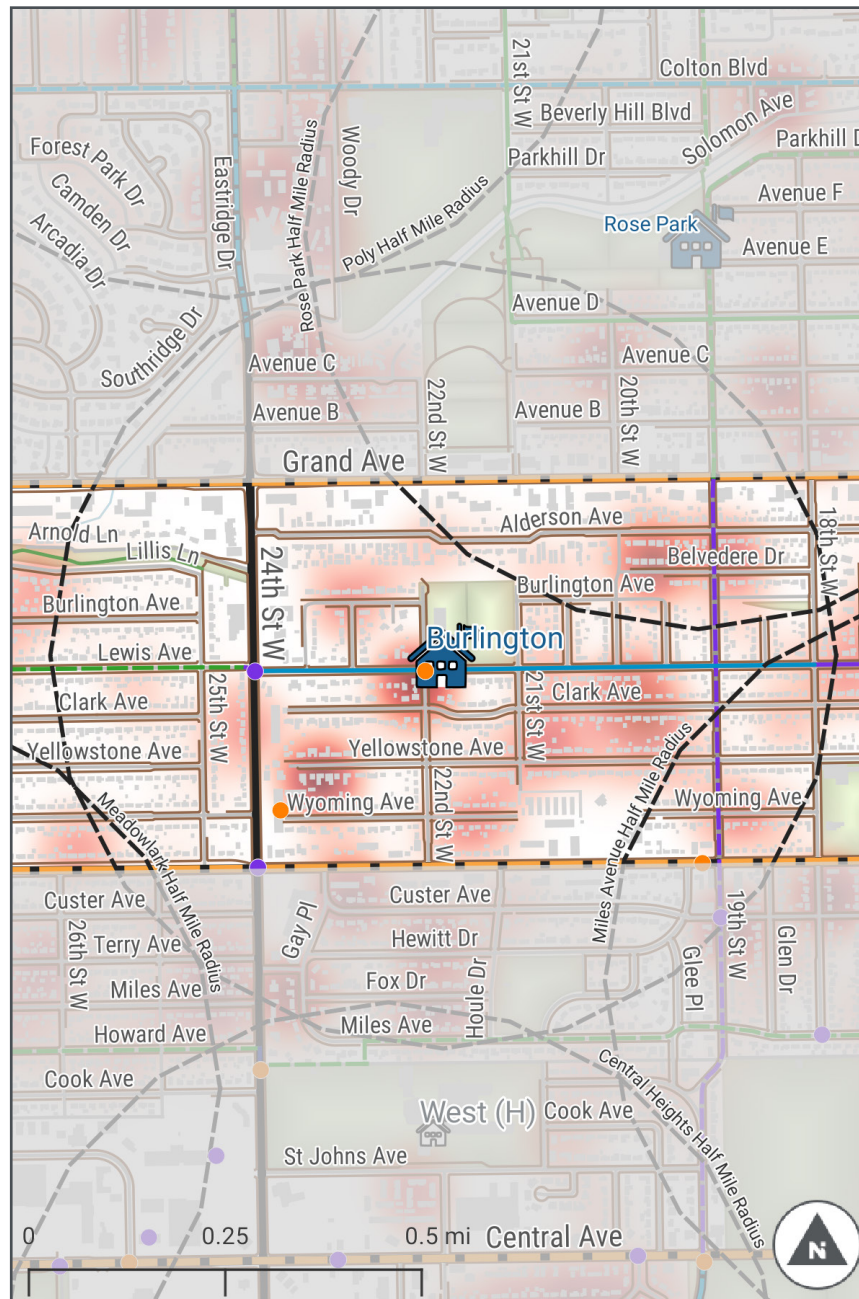 Colton Blvd
21st St W
Beverly Hill Blvd
Solomon Ave
Parkhill Dr
Parkhill D
Woody Dr
Forest Park Dr
Camden Dr
Arcadia Dr
Eastridge Dr
Rose Park Half Mile Radius
Poly Half Mile Radius
Avenue F
Rose Park
Avenue E
Avenue D
Southridge Dr
Avenue C
Avenue C
22nd St W
20th St W
Avenue B
Avenue B
Grand Ave
Arnold Ln
Lillis Ln
Alderson Ave
18th St W
24th St W
Belvedere Dr
Burlington Ave
Burlington Ave
Burlington
Lewis Ave
25th St W
Clark Ave
21st St W
Clark Ave
Yellowstone Ave
Yellowstone Ave
Wyoming Ave
22nd St W
Wyoming Ave
Meadowlark Half Mile Radius
Miles Avenue Half Mile Radius
Custer Ave
Custer Ave
Gay Pl
26th St W
Terry Ave
Hewitt Dr
19th St W
Glen Dr
Glee Pl
Miles Ave
Fox Dr
Houle Dr
Howard Ave
Miles Ave
Cook Ave
Central Heights Half Mile Radius
West (H)
Cook Ave
St Johns Ave
0 0.25 0.5 mi
Central Ave
N